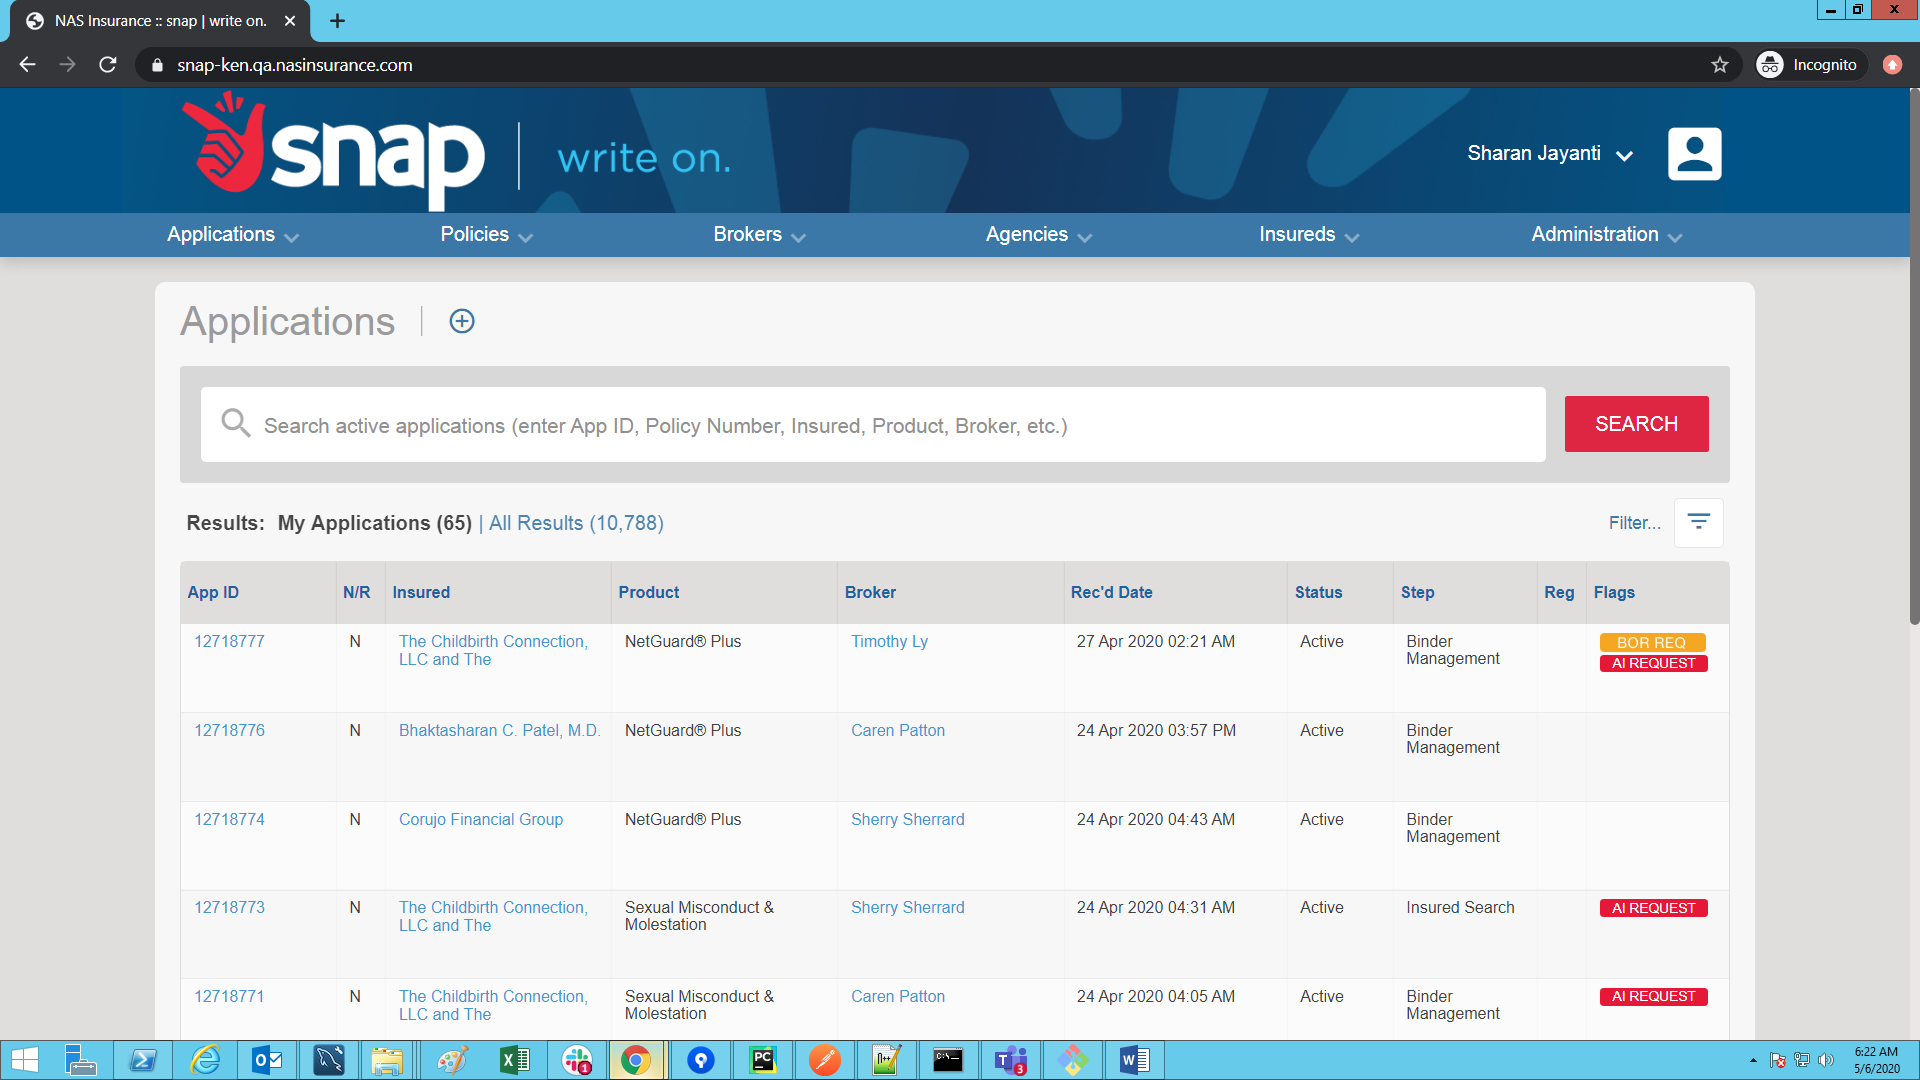 NAS Insurance :: snap | write on.
snap-ken.qa.nasinsurance.com
Incognito
snap | write on.
Sharan Jayanti
Applications Policies Brokers Agencies Insureds Administration
Applications
Search active applications (enter App ID, Policy Number, Insured, Product, Broker, etc.)
SEARCH
Results: My Applications (65) | All Results (10,788)
Filter...
App ID N/R Insured Product Broker Rec'd Date Status Step Reg Flags
12718777 N The Childbirth Connection, NetGuard® Plus Timothy Ly 27 Apr 2020 02:21 AM Active Binder BOR REQ
LLC and The Management AI REQUEST
12718776 N Bhaktasharan C. Patel, M.D. NetGuard® Plus Caren Patton 24 Apr 2020 03:57 PM Active Binder
Management
12718774 N Corujo Financial Group NetGuard® Plus Sherry Sherrard 24 Apr 2020 04:43 AM Active Binder
Management
12718773 N The Childbirth Connection, Sexual Misconduct & Sherry Sherrard 24 Apr 2020 04:31 AM Active Insured Search AI REQUEST
LLC and The Molestation
12718771 N The Childbirth Connection, Sexual Misconduct & Caren Patton 24 Apr 2020 04:05 AM Active Binder AI REQUEST
LLC and The Molestation Management
6:22 AM
5/6/2020